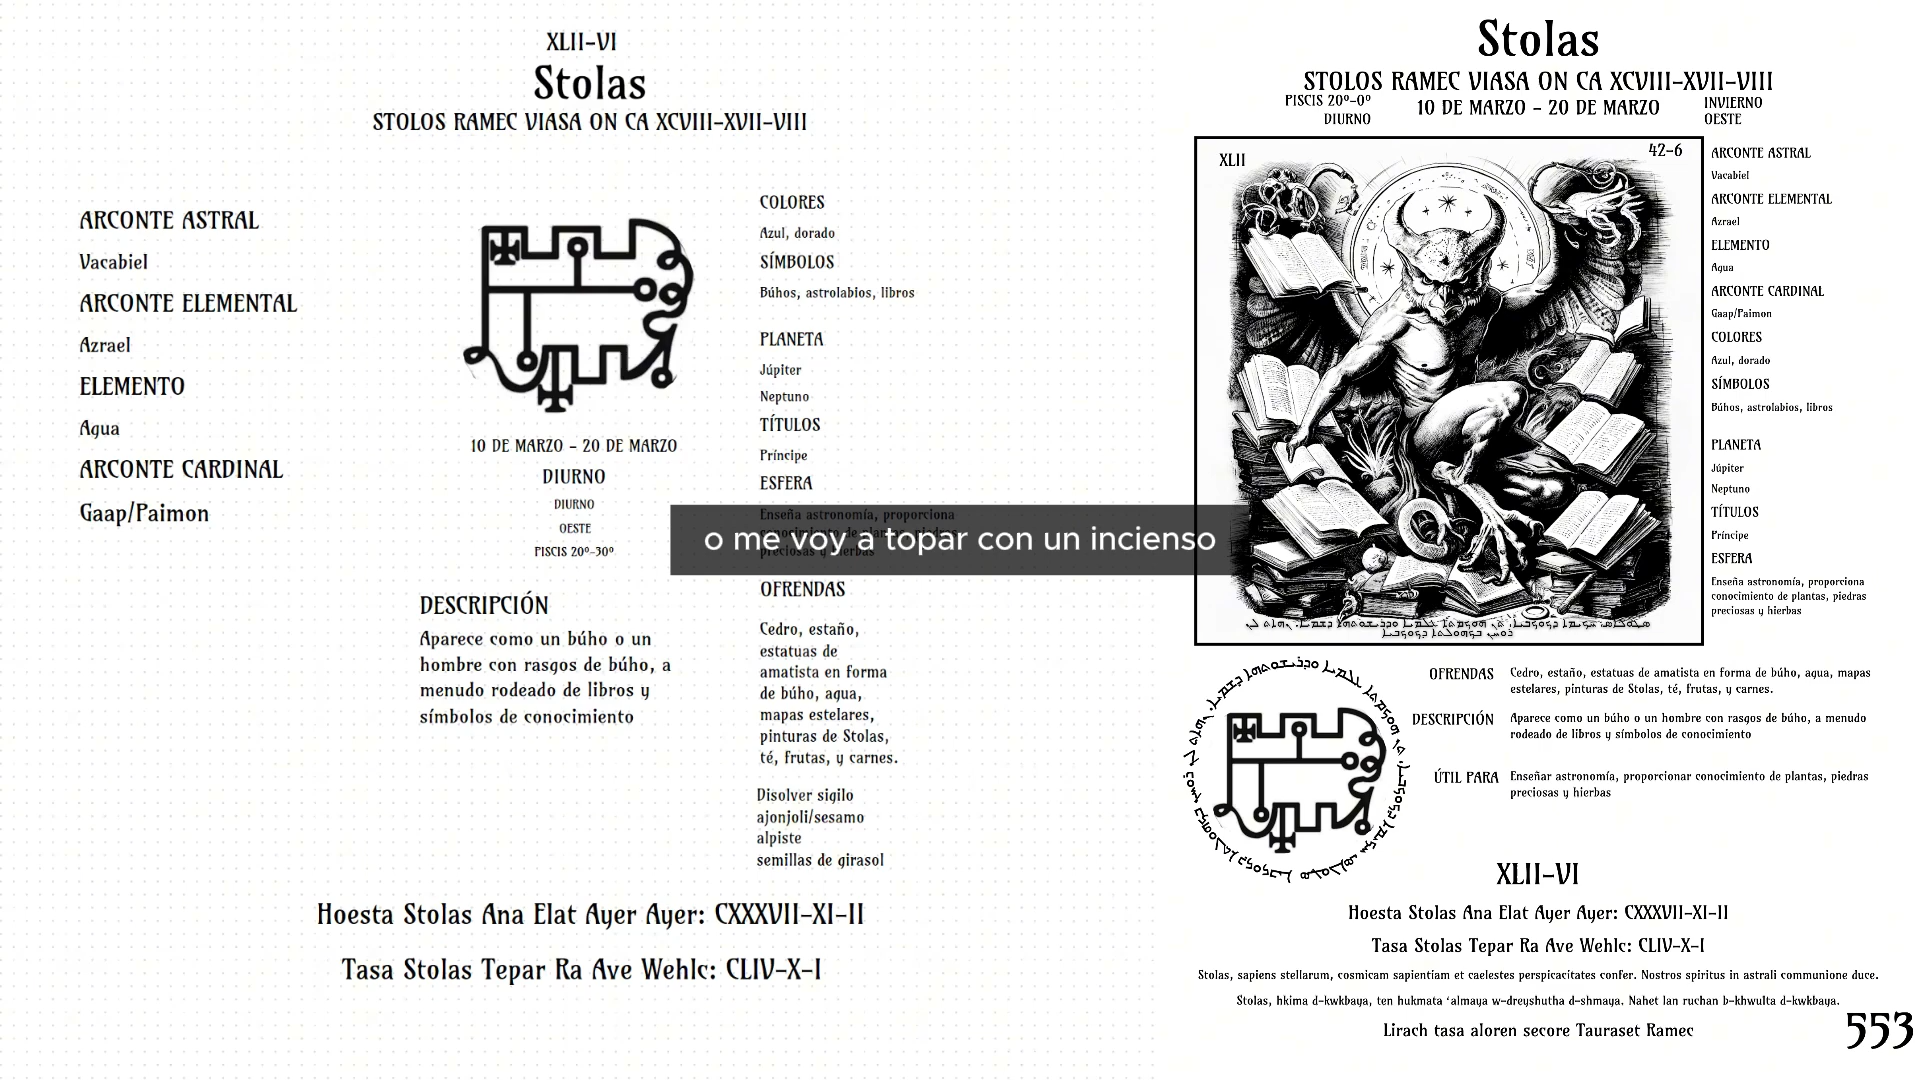 XLII-VI
Stolas
STOLOS RAMEC VIASA ON CA XCVIII-XVII-VIII
ARCONTE ASTRAL
Vacabiel
ARCONTE ELEMENTAL
Azrael
ELEMENTO
Agua
ARCONTE CARDINAL
Gaap/Paimon
10 DE MARZO - 20 DE MARZO
DIURNO
DIURNO
OESTE
PISCIS 20º-30º
DESCRIPCIÓN
Aparece como un búho o un
hombre con rasgos de búho, a
menudo rodeado de libros y
símbolos de conocimiento
COLORES
Azul, dorado
SÍMBOLOS
Búhos, astrolabios, libros
PLANETA
Júpiter
Neptuno
TÍTULOS
Príncipe
ESFERA
Enseña astronomía, proporciona
conocimiento de plantas, piedras
preciosas y hierbas
o me voy a topar con un incienso
OFRENDAS
Cedro, estaño,
estatuas de
amatista en forma
de búho, agua,
mapas estelares,
pinturas de Stolas,
té, frutas, y carnes.
Disolver sigilo
ajonjoli/sesamo
alpiste
semillas de girasol
Hoesta Stolas Ana Elat Ayer Ayer: CXXXVII-XI-II
Tasa Stolas Tepar Ra Ave Wehlc: CLIV-X-I
Stolas
STOLOS RAMEC VIASA ON CA XCVIII-XVII-VIII
PISCIS 20º-0º
DIURNO
10 DE MARZO - 20 DE MARZO
INVIERNO
OESTE
XLII
42-6
ARCONTE ASTRAL
Vacabiel
ARCONTE ELEMENTAL
Azrael
ELEMENTO
Agua
ARCONTE CARDINAL
Gaap/Paimon
COLORES
Azul, dorado
SÍMBOLOS
Búhos, astrolabios, libros
PLANETA
Júpiter
Neptuno
TÍTULOS
Príncipe
ESFERA
Enseña astronomía, proporciona
conocimiento de plantas, piedras
preciosas y hierbas
OFRENDAS
Cedro, estaño, estatuas de amatista en forma de búho, agua, mapas
estelares, pinturas de Stolas, té, frutas, y carnes.
DESCRIPCIÓN
Aparece como un búho o un hombre con rasgos de búho, a menudo
rodeado de libros y símbolos de conocimiento
ÚTIL PARA
Enseñar astronomía, proporcionar conocimiento de plantas, piedras
preciosas y hierbas
XLII-VI
Hoesta Stolas Ana Elat Ayer Ayer: CXXXVII-XI-II
Tasa Stolas Tepar Ra Ave Wehlc: CLIV-X-I
Stolas, sapiens stellarum, cosmicam sapientiam et caelestes perspicacitates confer. Nostros spiritus in astrali communione duce.
Stolas, hkima d-kwkbaya, ten hukmata ‘almaya w-dreyshutha d-shmaya. Nahet lan ruchan b-khwulta d-kwkbaya.
Lirach tasa aloren secore Tauraset Ramec
553